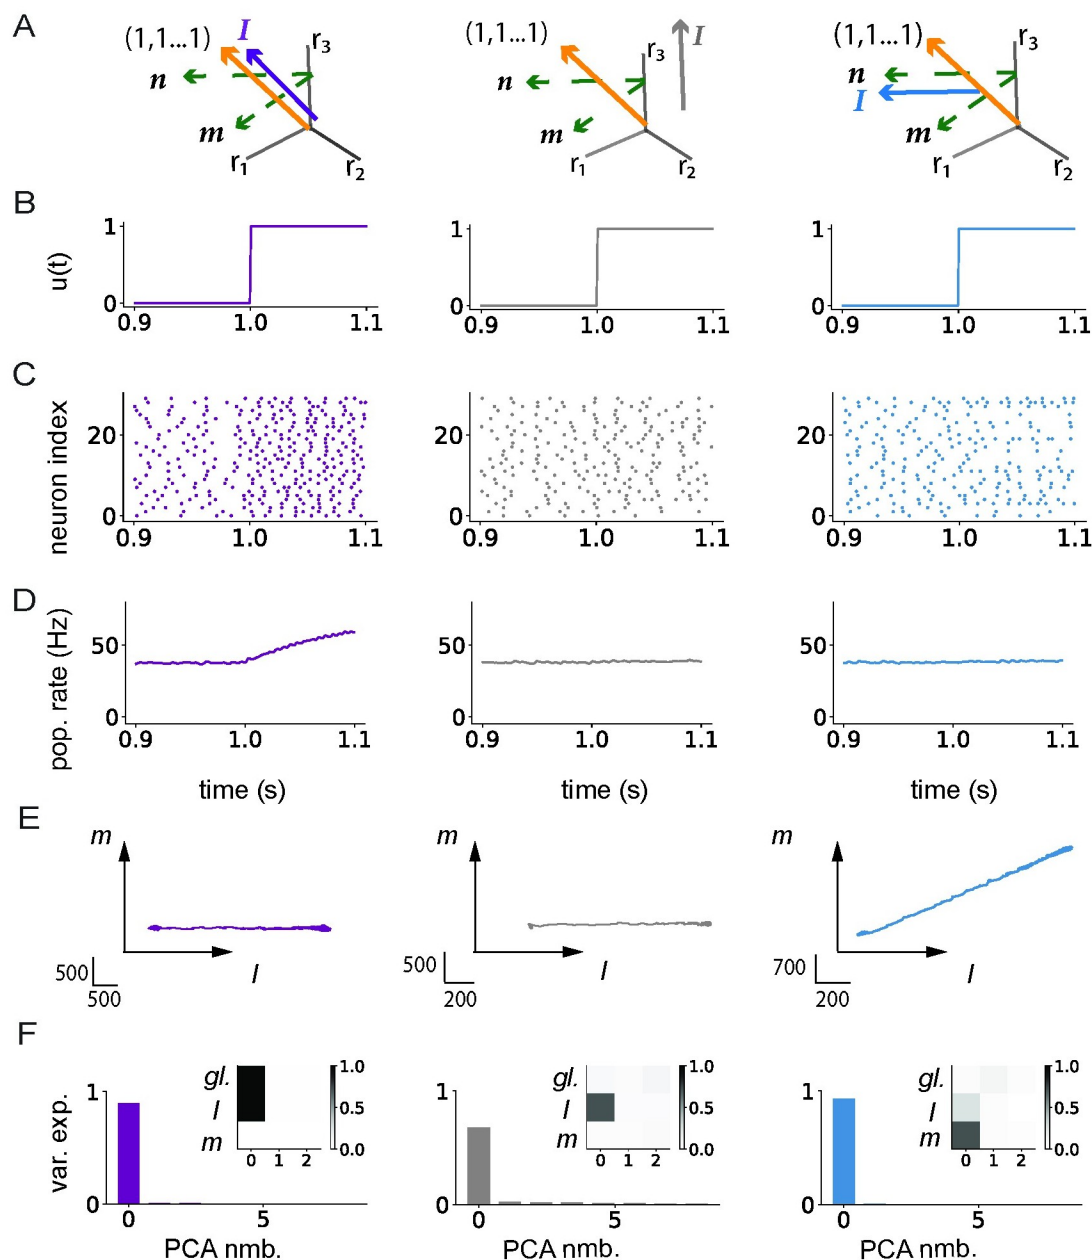 A
(1,1...1) I r₃
n
m
r₁ r₂
(1,1...1) r₃ I
n
m
r₁ r₂
(1,1...1) r₃
n
I
m
r₁ r₂
B
u(t)
1
0
0.9 1.0 1.1
1
0
0.9 1.0 1.1
1
0
0.9 1.0 1.1
C
neuron index
20
0
0.9 1.0 1.1
20
0
0.9 1.0 1.1
20
0
0.9 1.0 1.1
D
pop. rate (Hz)
50
0
0.9 1.0 1.1
time (s)
50
0
0.9 1.0 1.1
time (s)
50
0
0.9 1.0 1.1
time (s)
E
m
I
500
500
m
I
500
200
m
I
700
200
F
var. exp.
1
0
0 5
PCA nmb.
gl.
I
m
0 1 2
1.0
0.5
0.0
1
0
0 5
PCA nmb.
gl.
I
m
0 1 2
1.0
0.5
0.0
1
0
0 5
PCA nmb.
gl.
I
m
0 1 2
1.0
0.5
0.0